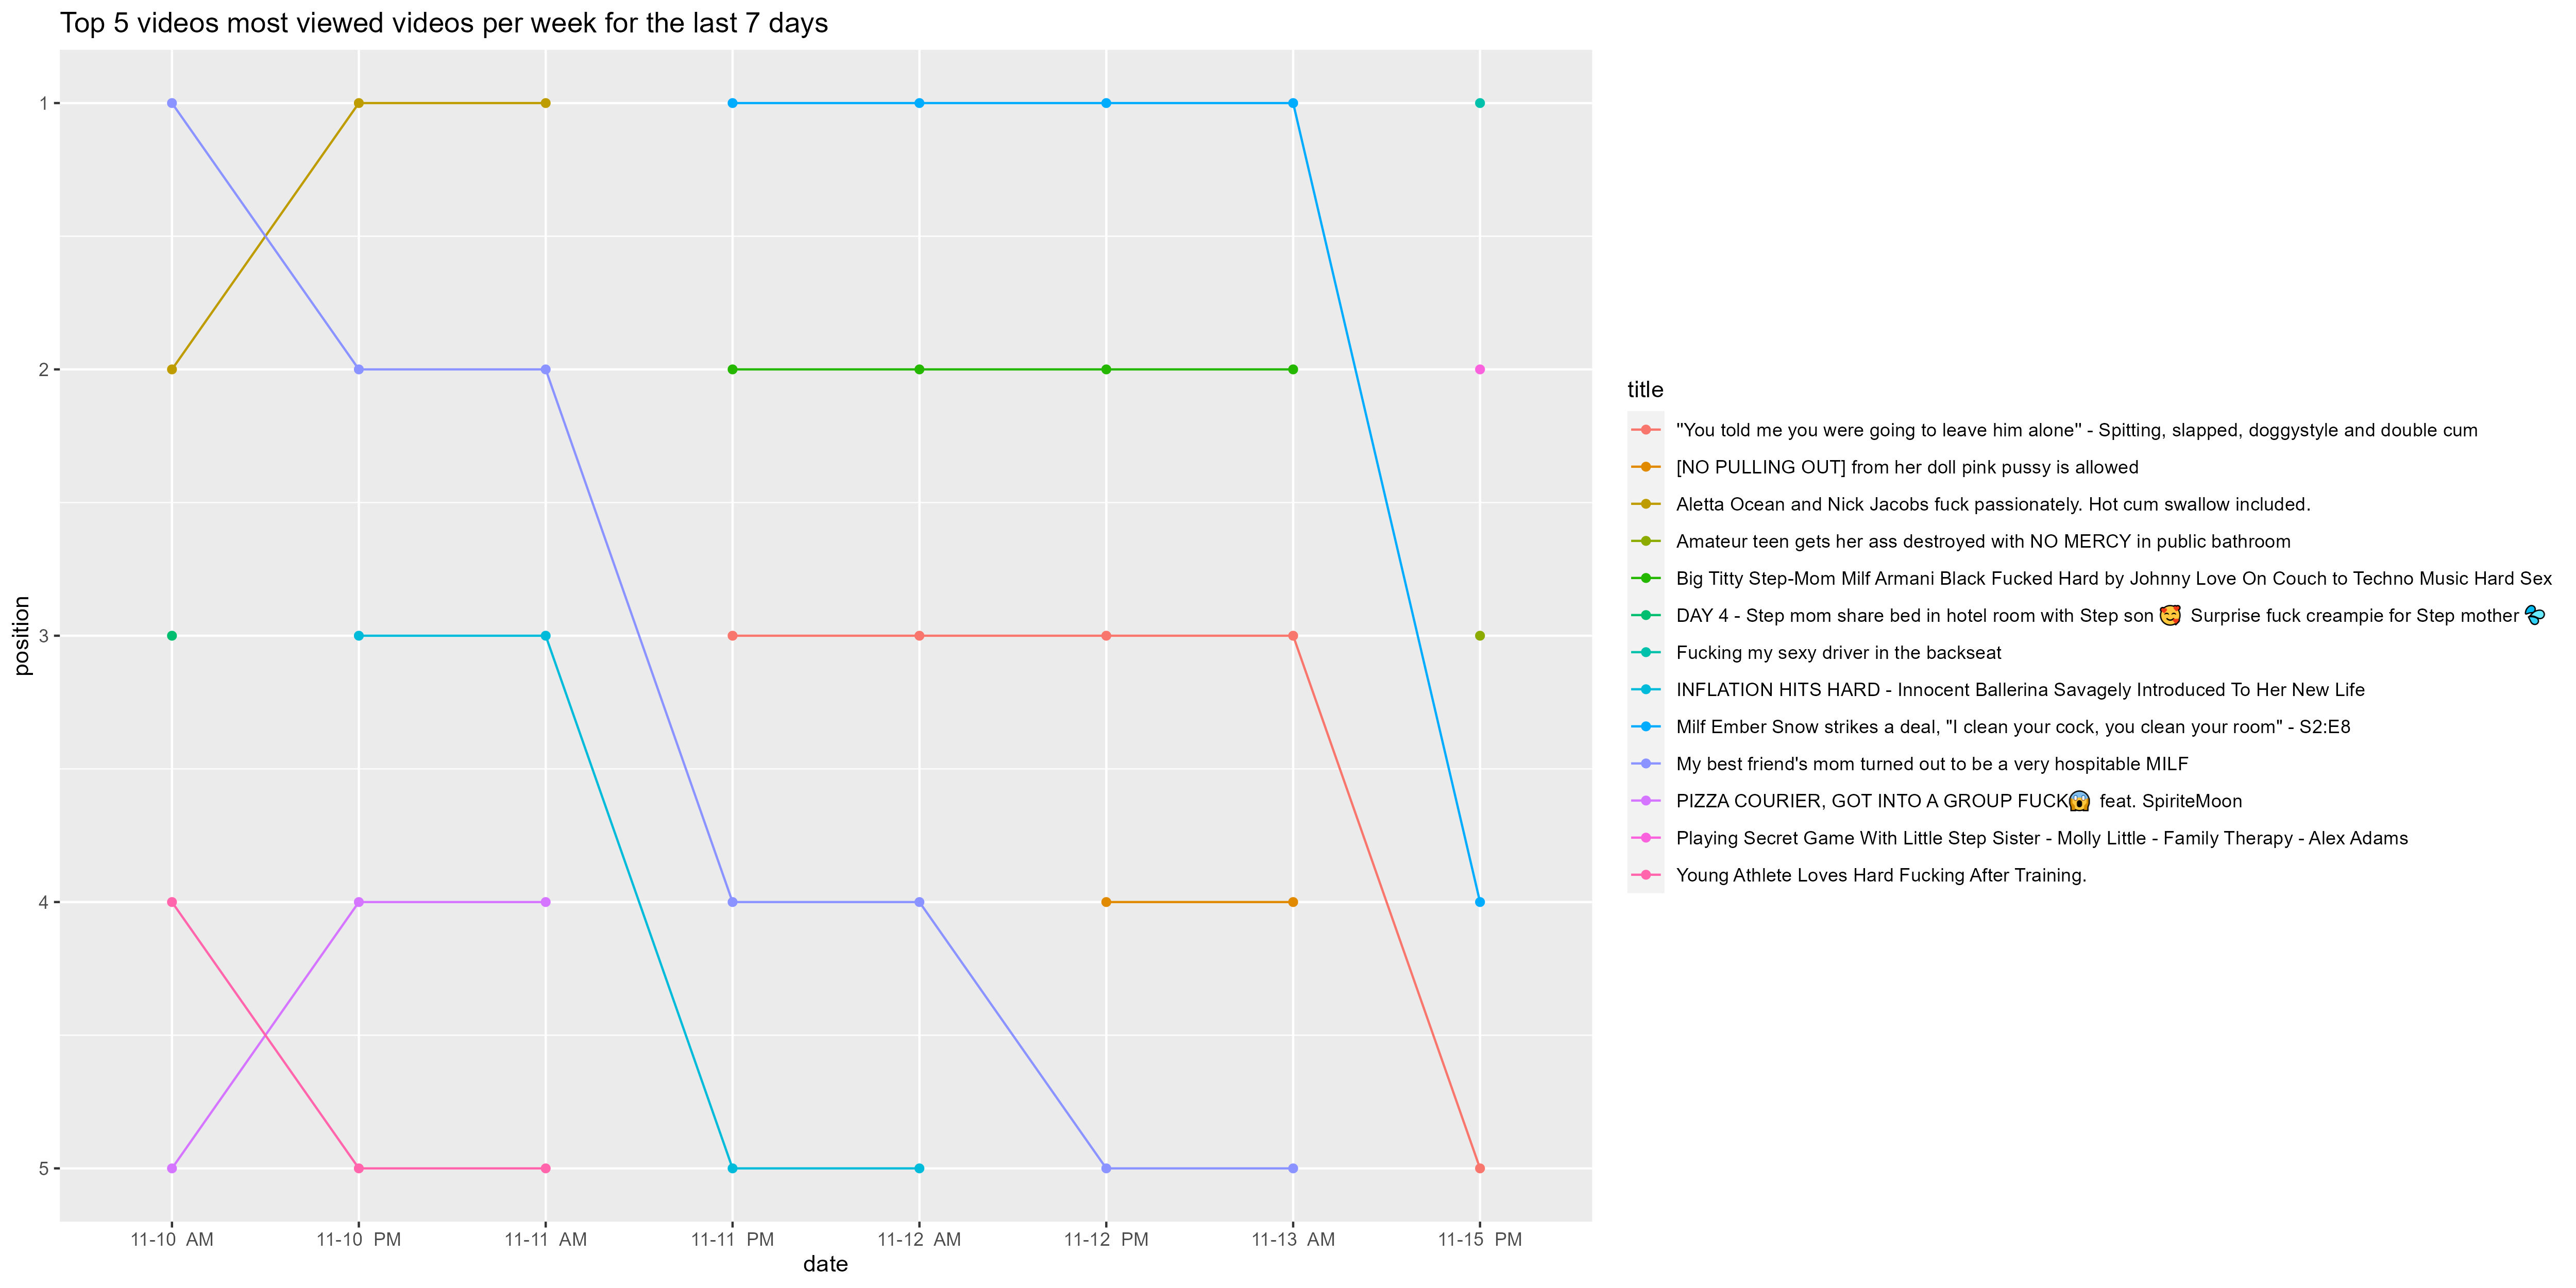 Top 5 videos most viewed videos per week for the last 7 days
position
1
2
3
4
5
11-10 AM
11-10 PM
11-11 AM
11-11 PM
11-12 AM
11-12 PM
11-13 AM
11-15 PM
date
title
"You told me you were going to leave him alone" - Spitting, slapped, doggystyle and double cum
[NO PULLING OUT] from her doll pink pussy is allowed
Aletta Ocean and Nick Jacobs fuck passionately. Hot cum swallow included.
Amateur teen gets her ass destroyed with NO MERCY in public bathroom
Big Titty Step-Mom Milf Armani Black Fucked Hard by Johnny Love On Couch to Techno Music Hard Sex
DAY 4 - Step mom share bed in hotel room with Step son 🥰 Surprise fuck creampie for Step mother 💦
Fucking my sexy driver in the backseat
INFLATION HITS HARD - Innocent Ballerina Savagely Introduced To Her New Life
Milf Ember Snow strikes a deal, "I clean your cock, you clean your room" - S2:E8
My best friend's mom turned out to be a very hospitable MILF
PIZZA COURIER, GOT INTO A GROUP FUCK😱 feat. SpiriteMoon
Playing Secret Game With Little Step Sister - Molly Little - Family Therapy - Alex Adams
Young Athlete Loves Hard Fucking After Training.